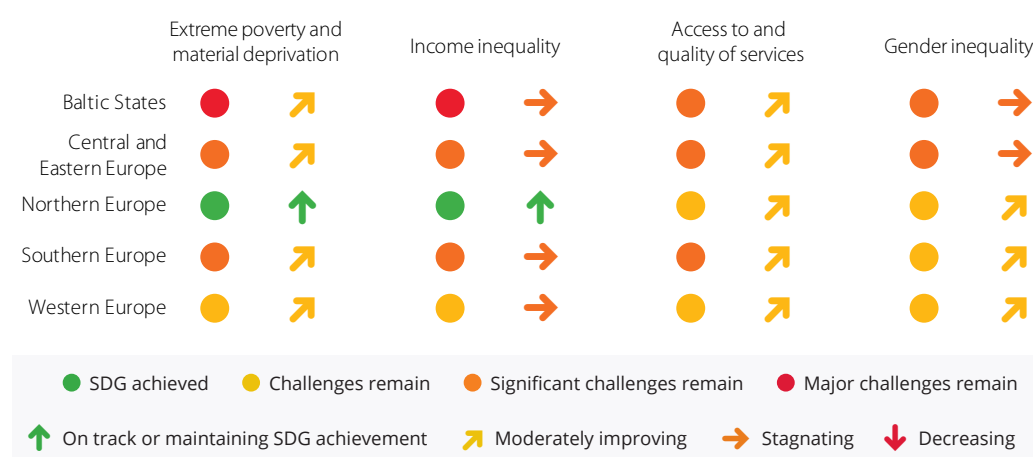 Extreme poverty and
material deprivation
Income inequality
Access to and
quality of services
Gender inequality
Baltic States
Central and
Eastern Europe
Northern Europe
Southern Europe
Western Europe
SDG achieved
Challenges remain
Significant challenges remain
Major challenges remain
On track or maintaining SDG achievement
Moderately improving
Stagnating
Decreasing